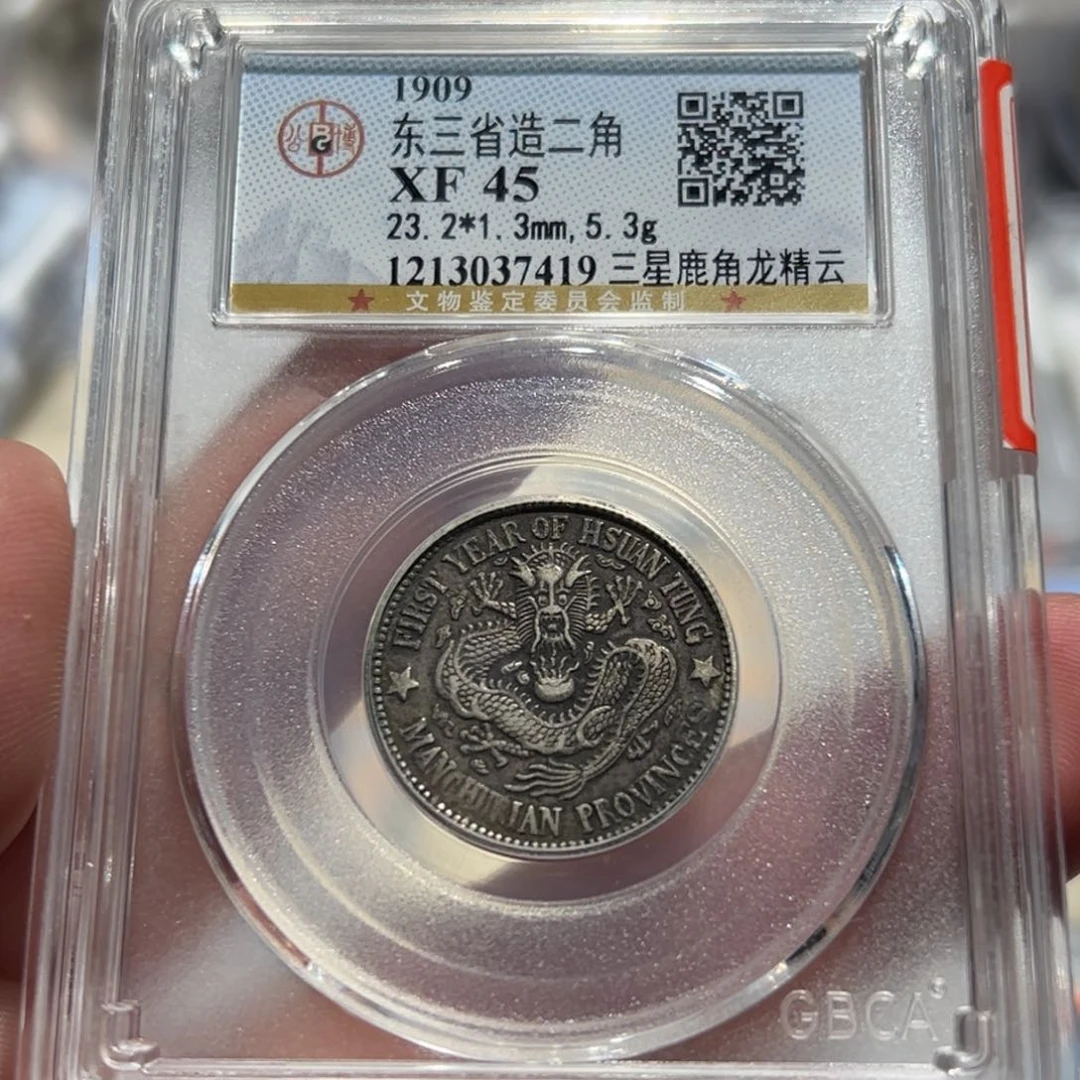 1909
公 博
东三省造二角
XF 45
23.2*1.3mm,5.3g
1213037419 三星鹿角龙精云
文物鉴定委员会监制
FIRST YEAR OF HSUAN TUNG
MANCHURIAN PROVINCES
GBCA